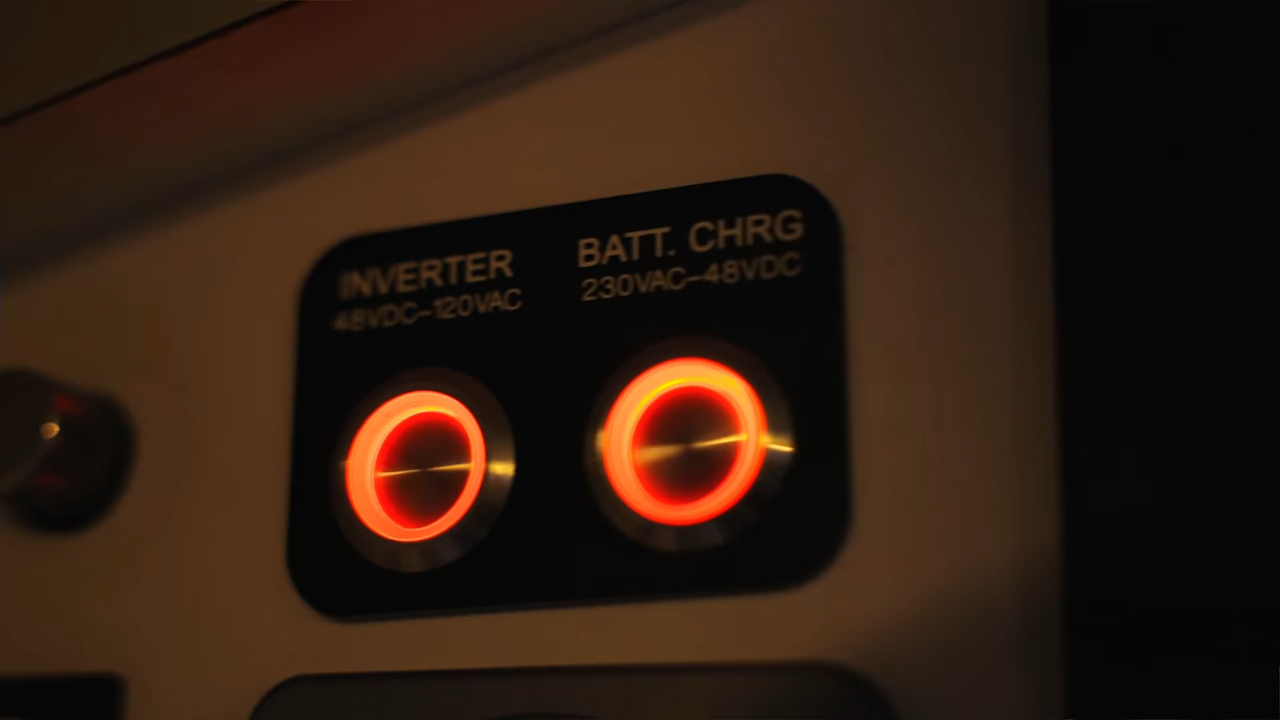 INVERTER
48VDC–120VAC
BATT. CHRG
230VAC–48VDC